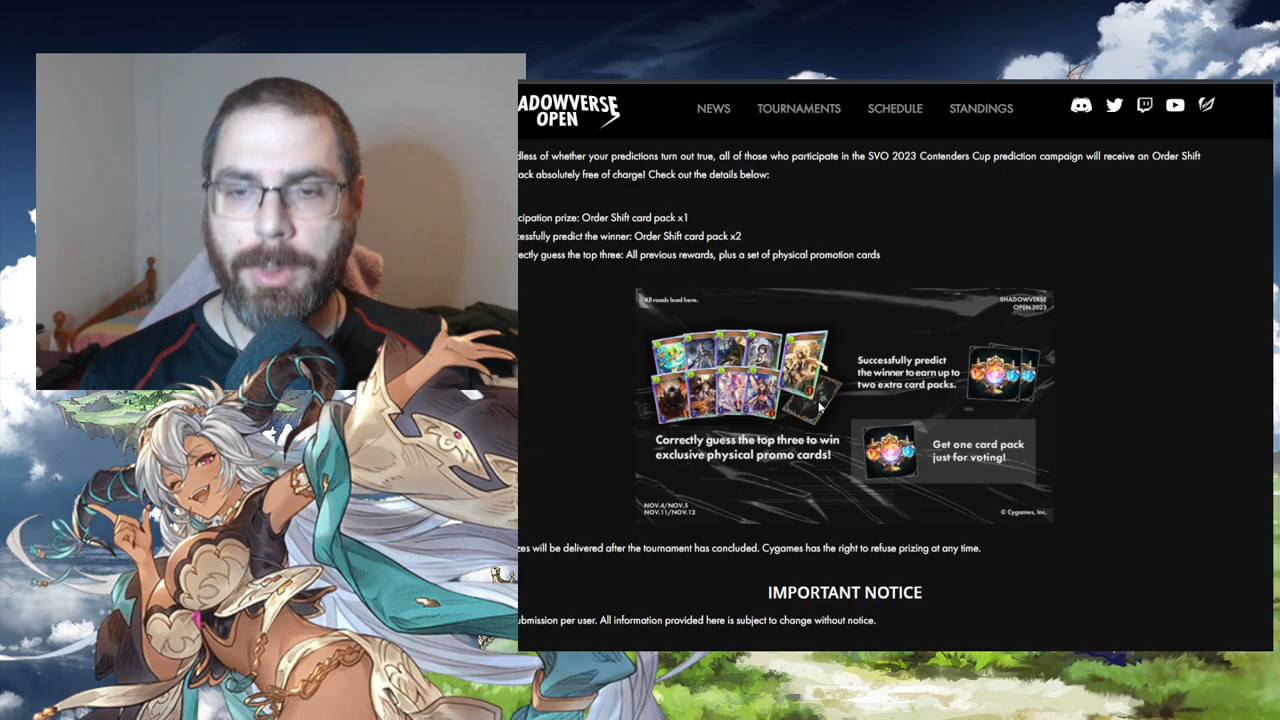 ADOWVERSE
OPEN
NEWS
TOURNAMENTS
SCHEDULE
STANDINGS
dless of whether your predictions turn out true, all of those who participate in the SVO 2023 Contenders Cup prediction campaign will receive an Order Shift
ack absolutely free of charge! Check out the details below:
cipation prize: Order Shift card pack x1
essfully predict the winner: Order Shift card pack x2
rectly guess the top three: All previous rewards, plus a set of physical promotion cards
All roads lead here.
SHADOWVERSE
OPEN 2023
Successfully predict
the winner to earn up to
two extra card packs.
Correctly guess the top three to win
exclusive physical promo cards!
Get one card pack
just for voting!
NOV.4/NOV.5
NOV.11/NOV.12
© Cygames, Inc.
zes will be delivered after the tournament has concluded. Cygames has the right to refuse prizing at any time.
IMPORTANT NOTICE
ubmission per user. All information provided here is subject to change without notice.